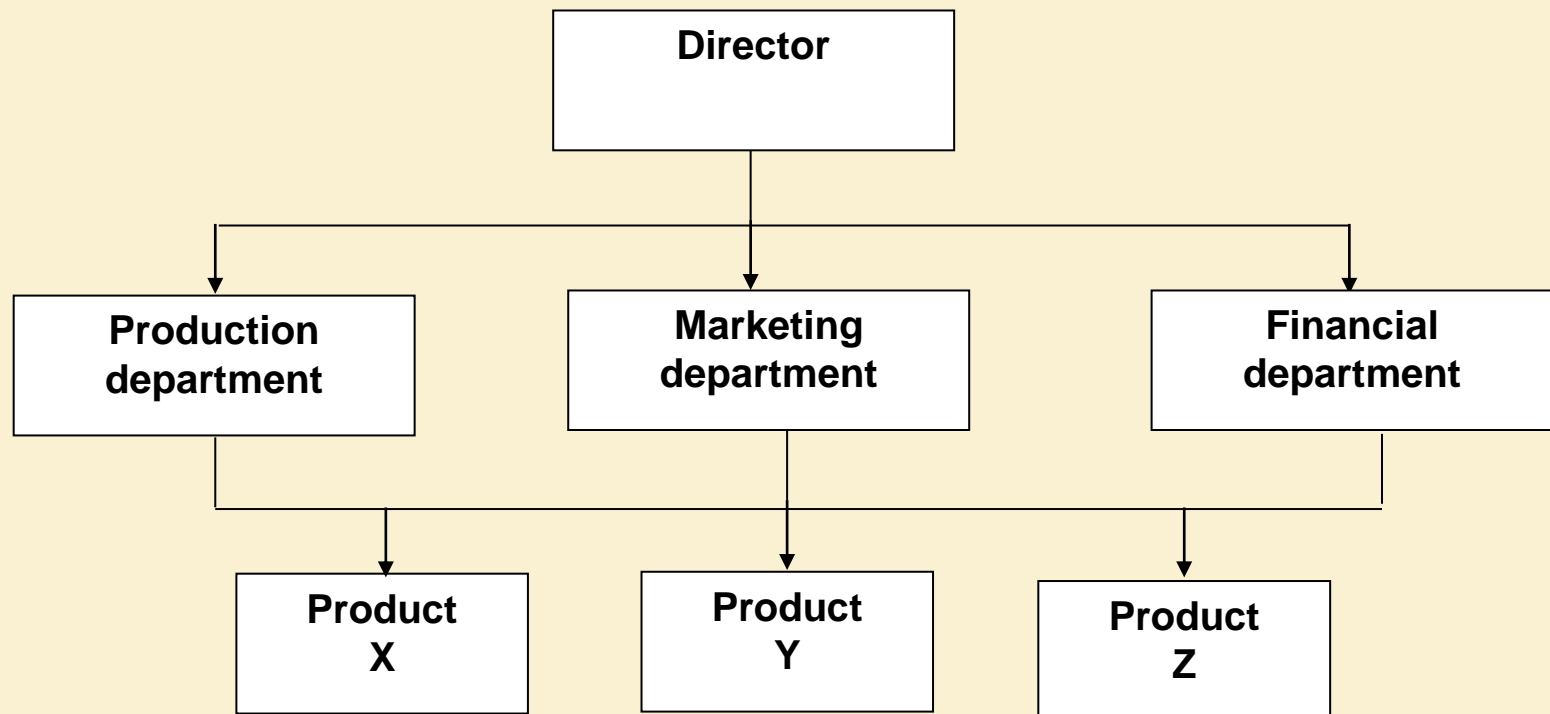 Director
Production
department
Marketing
department
Financial
department
Product
X
Product
Y
Product
Z